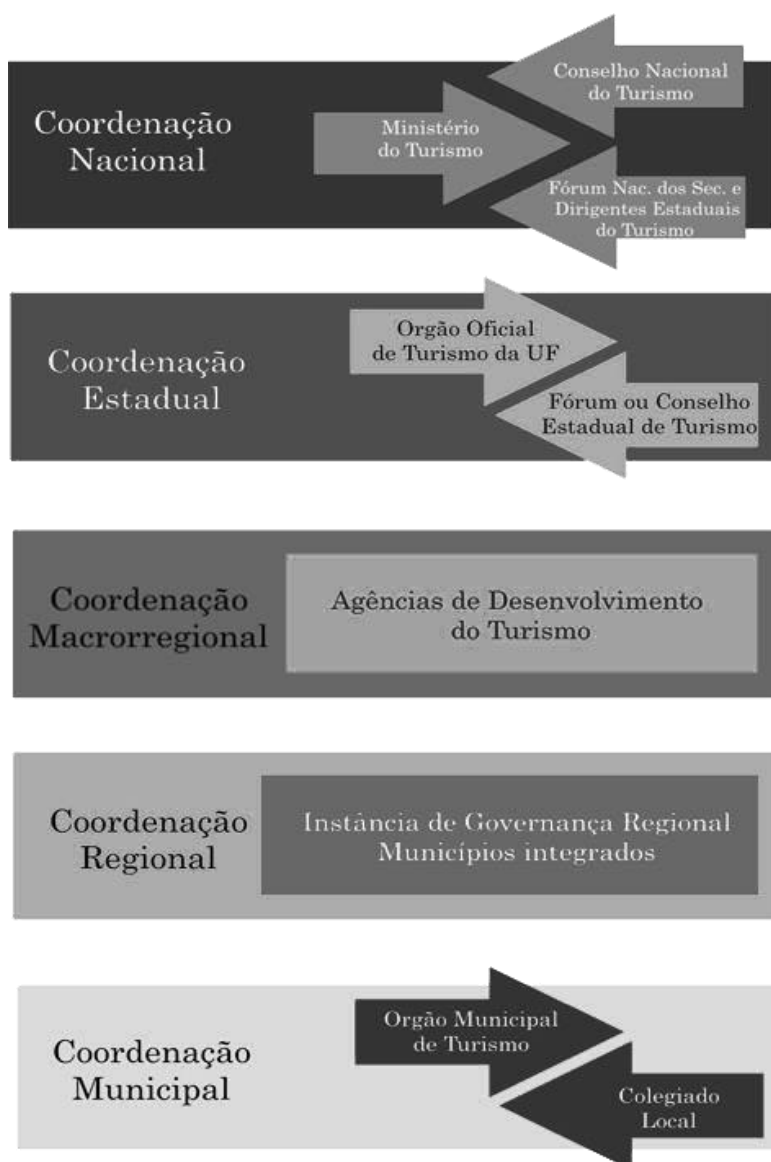 Coordenação
Nacional
Conselho Nacional
do Turismo
Ministério
do Turismo
Fórum Nac. dos Sec. e
Dirigentes Estaduais
do Turismo
Coordenação
Estadual
Orgão Oficial
de Turismo da UF
Fórum ou Conselho
Estadual de Turismo
Coordenação
Macrorregional
Agências de Desenvolvimento
do Turismo
Coordenação
Regional
Instância de Governança Regional
Municípios integrados
Coordenação
Municipal
Orgão Municipal
de Turismo
Colegiado
Local